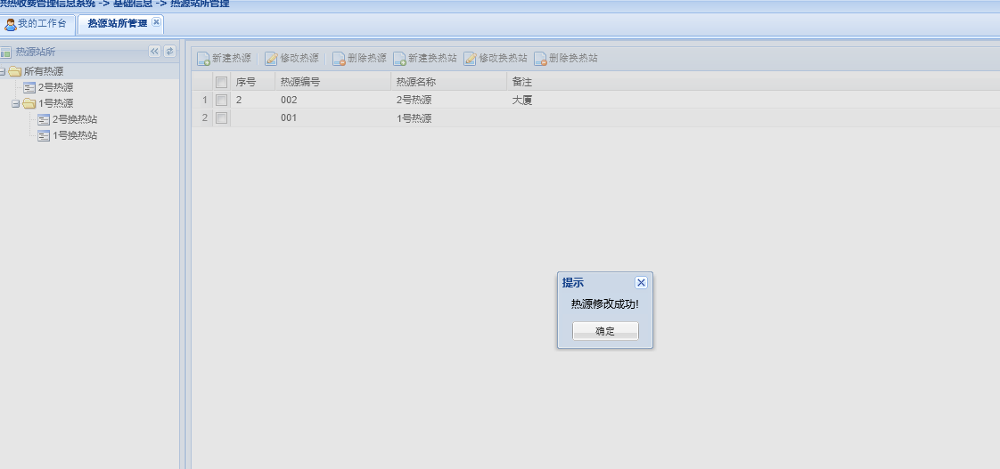 供热收费管理信息系统 -> 基础信息 -> 热源站所管理
我的工作台 热源站所管理
热源站所
新建热源 修改热源 删除热源 新建换热站 修改换热站 删除换热站
所有热源
2号热源
1号热源
2号换热站
1号换热站
序号 热源编号 热源名称 备注
1 2 002 2号热源 大厦
2 001 1号热源
提示
热源修改成功!
确定